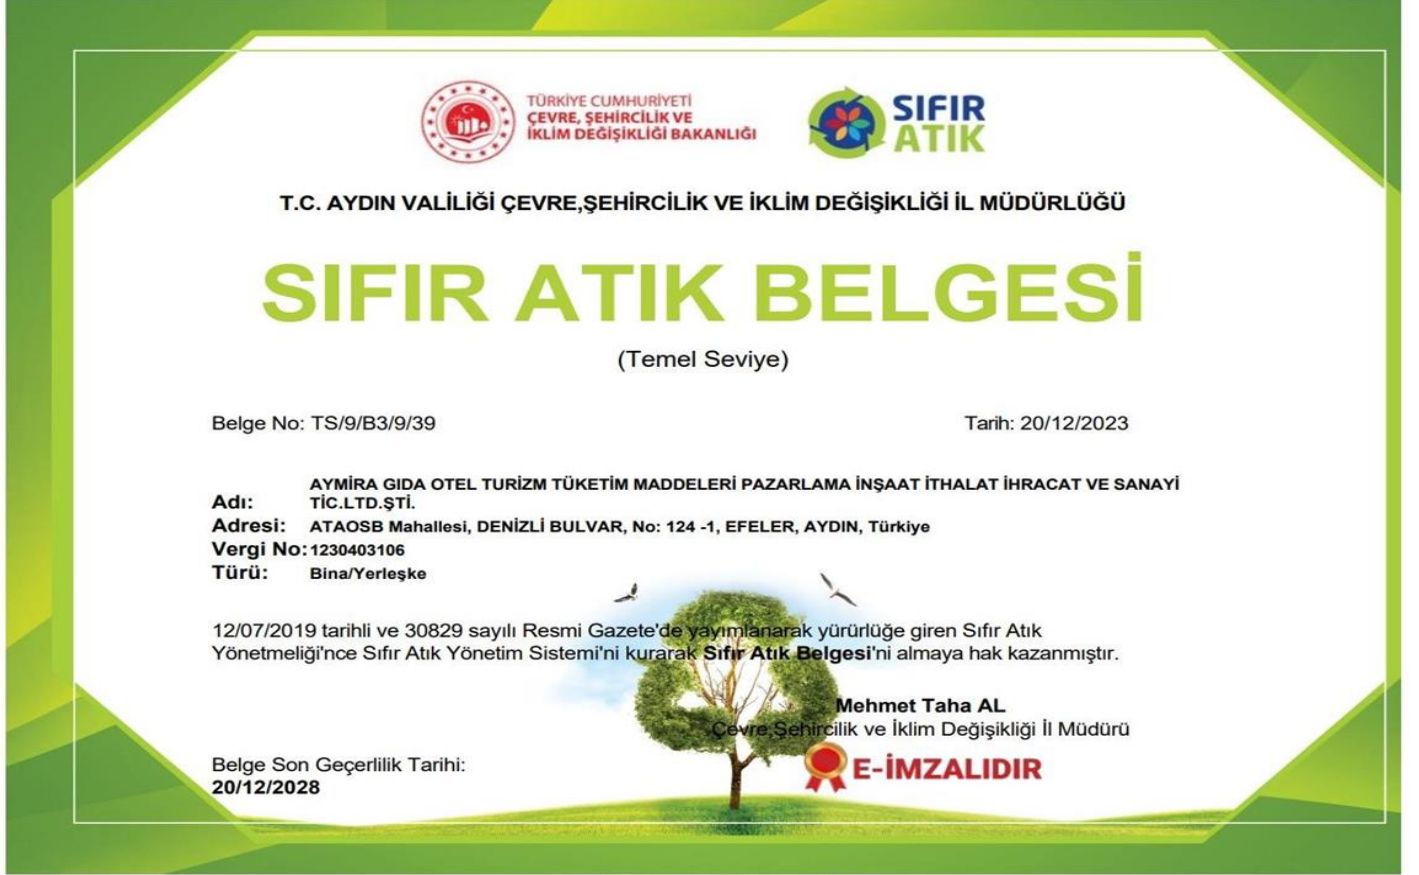 TÜRKİYE CUMHURİYETİ
ÇEVRE, ŞEHİRCİLİK VE
İKLİM DEĞİŞİKLİĞİ BAKANLIĞI
SIFIR
ATIK
T.C. AYDIN VALİLİĞİ ÇEVRE,ŞEHİRCİLİK VE İKLİM DEĞİŞİKLİĞİ İL MÜDÜRLÜĞÜ
SIFIR ATIK BELGESİ
(Temel Seviye)
Belge No: TS/9/B3/9/39 Tarih: 20/12/2023
AYMİRA GIDA OTEL TURİZM TÜKETİM MADDELERİ PAZARLAMA İNŞAAT İTHALAT İHRACAT VE SANAYİ
Adı: TİC.LTD.ŞTİ.
Adresi: ATAOSB Mahallesi, DENİZLİ BULVAR, No: 124 -1, EFELER, AYDIN, Türkiye
Vergi No: 1230403106
Türü: Bina/Yerleşke
12/07/2019 tarihli ve 30829 sayılı Resmi Gazete'de yayımlanarak yürürlüğe giren Sıfır Atık
Yönetmeliği'nce Sıfır Atık Yönetim Sistemi'ni kurarak Sıfır Atık Belgesi'ni almaya hak kazanmıştır.
Mehmet Taha AL
Çevre,Şehircilik ve İklim Değişikliği İl Müdürü
E-İMZALIDIR
Belge Son Geçerlilik Tarihi:
20/12/2028